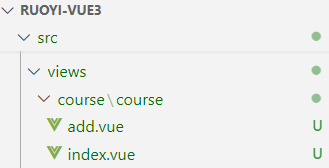 RUOYI-VUE3
src
views
course\course
add.vue U
index.vue U